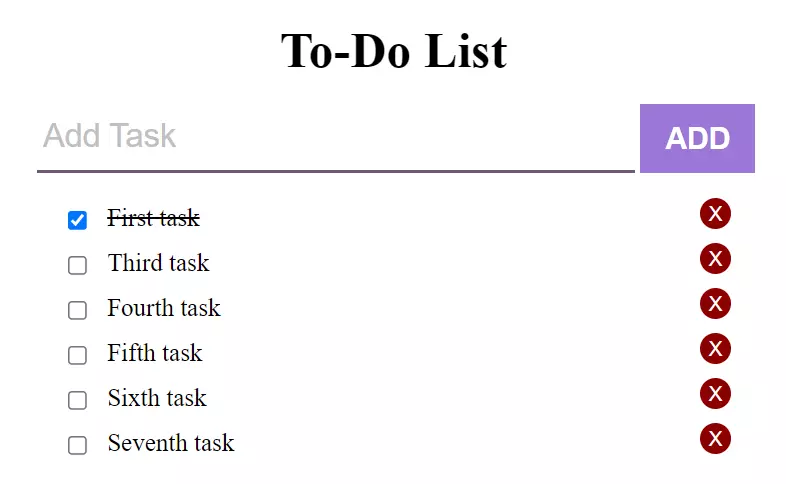 To-Do List
Add Task ADD
First task X
Third task X
Fourth task X
Fifth task X
Sixth task X
Seventh task X